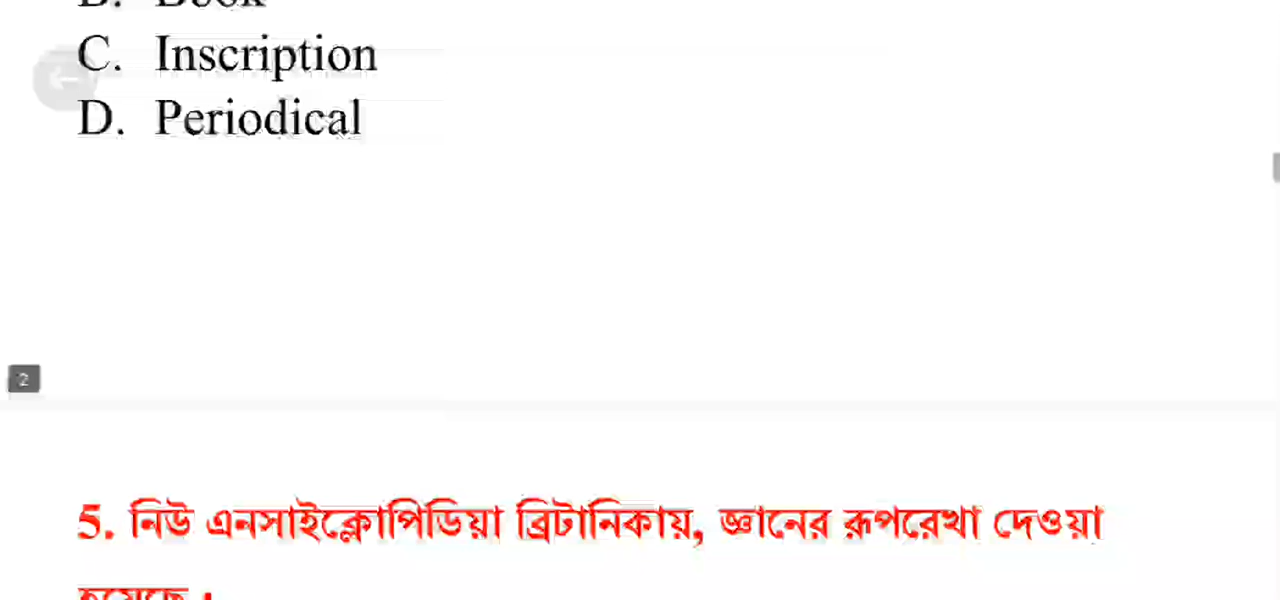 C. Inscription
D. Periodical
2
5. নিউ এনসাইক্লোপিডিয়া ব্রিটানিকায়, জ্ঞানের রূপরেখা দেওয়া